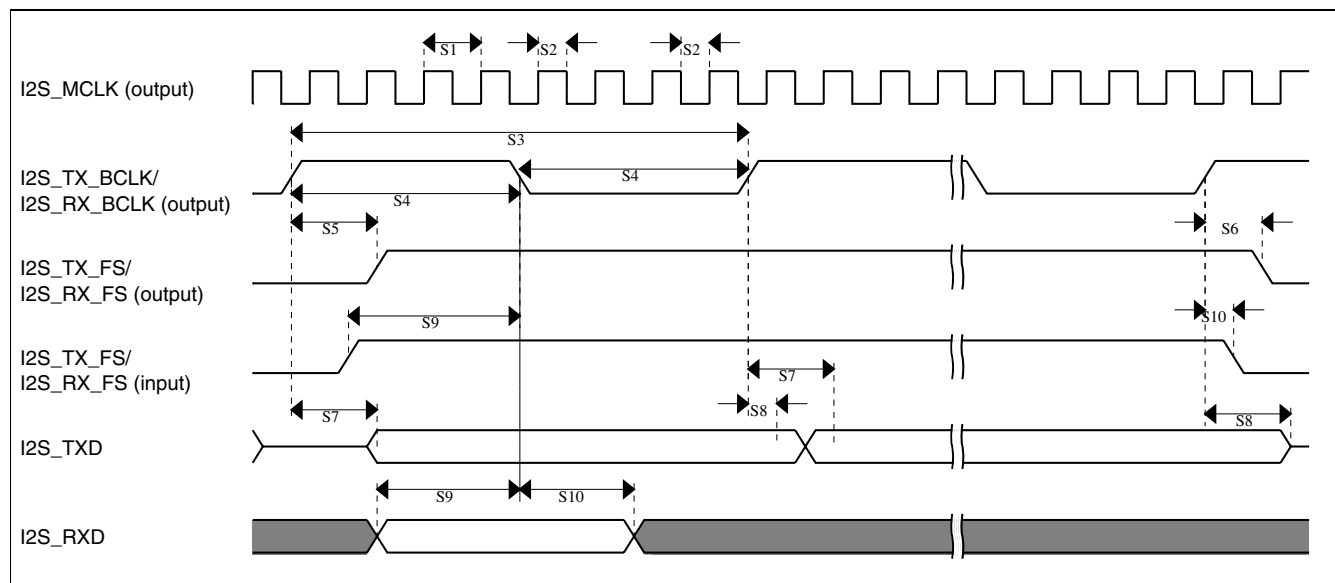 S1
S2
S2
I2S_MCLK (output)
S3
I2S_TX_BCLK/
I2S_RX_BCLK (output)
S4
S4
S5
S6
I2S_TX_FS/
I2S_RX_FS (output)
S9
S10
I2S_TX_FS/
I2S_RX_FS (input)
S7
S7
S8
S8
I2S_TXD
S9
S10
I2S_RXD